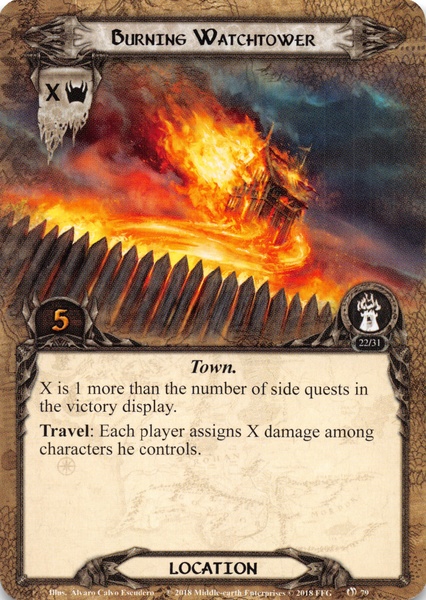 Burning Watchtower
X
5
22/31
Town.
X is 1 more than the number of side quests in
the victory display.
Travel: Each player assigns X damage among
characters he controls.
LOCATION
Illus. Alvaro Calvo Escudero © 2018 Middle-earth Enterprises © 2018 FFG 79